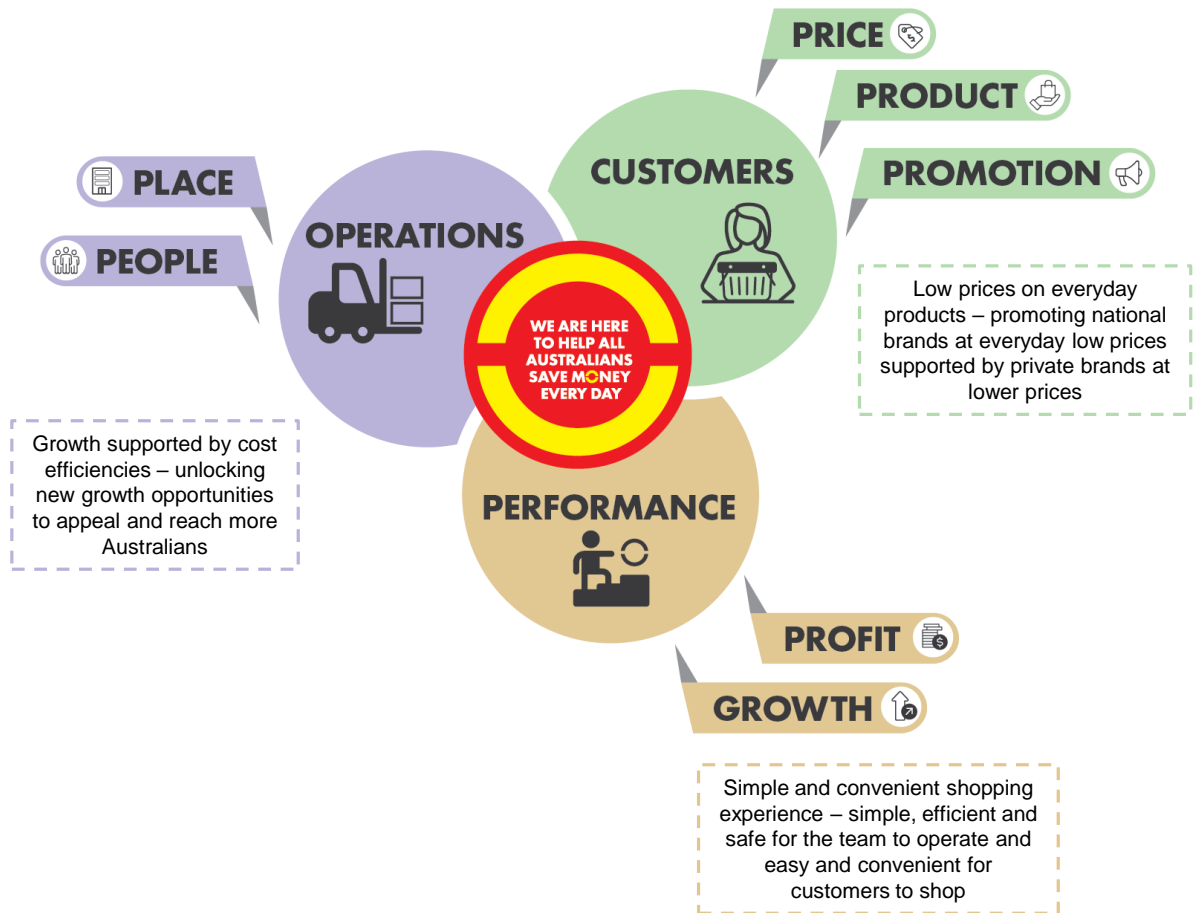 PRICE
PRODUCT
PROMOTION
CUSTOMERS
PLACE
PEOPLE
OPERATIONS
WE ARE HERE
TO HELP ALL
AUSTRALIANS
SAVE MONEY
EVERY DAY
Low prices on everyday
products – promoting national
brands at everyday low prices
supported by private brands at
lower prices
Growth supported by cost
efficiencies – unlocking
new growth opportunities
to appeal and reach more
Australians
PERFORMANCE
PROFIT
GROWTH
Simple and convenient shopping
experience – simple, efficient and
safe for the team to operate and
easy and convenient for
customers to shop